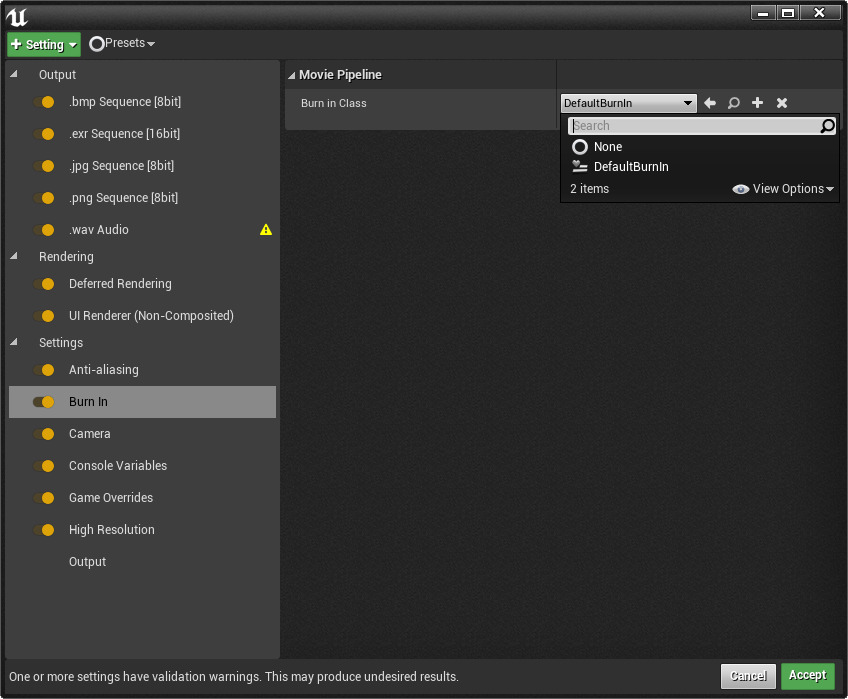 Setting
Presets
Output
.bmp Sequence [8bit]
.exr Sequence [16bit]
.jpg Sequence [8bit]
.png Sequence [8bit]
.wav Audio
Rendering
Deferred Rendering
UI Renderer (Non-Composited)
Settings
Anti-aliasing
Burn In
Camera
Console Variables
Game Overrides
High Resolution
Output
Movie Pipeline
Burn in Class
DefaultBurnIn
Search
None
DefaultBurnIn
2 items
View Options
One or more settings have validation warnings. This may produce undesired results.
Cancel
Accept